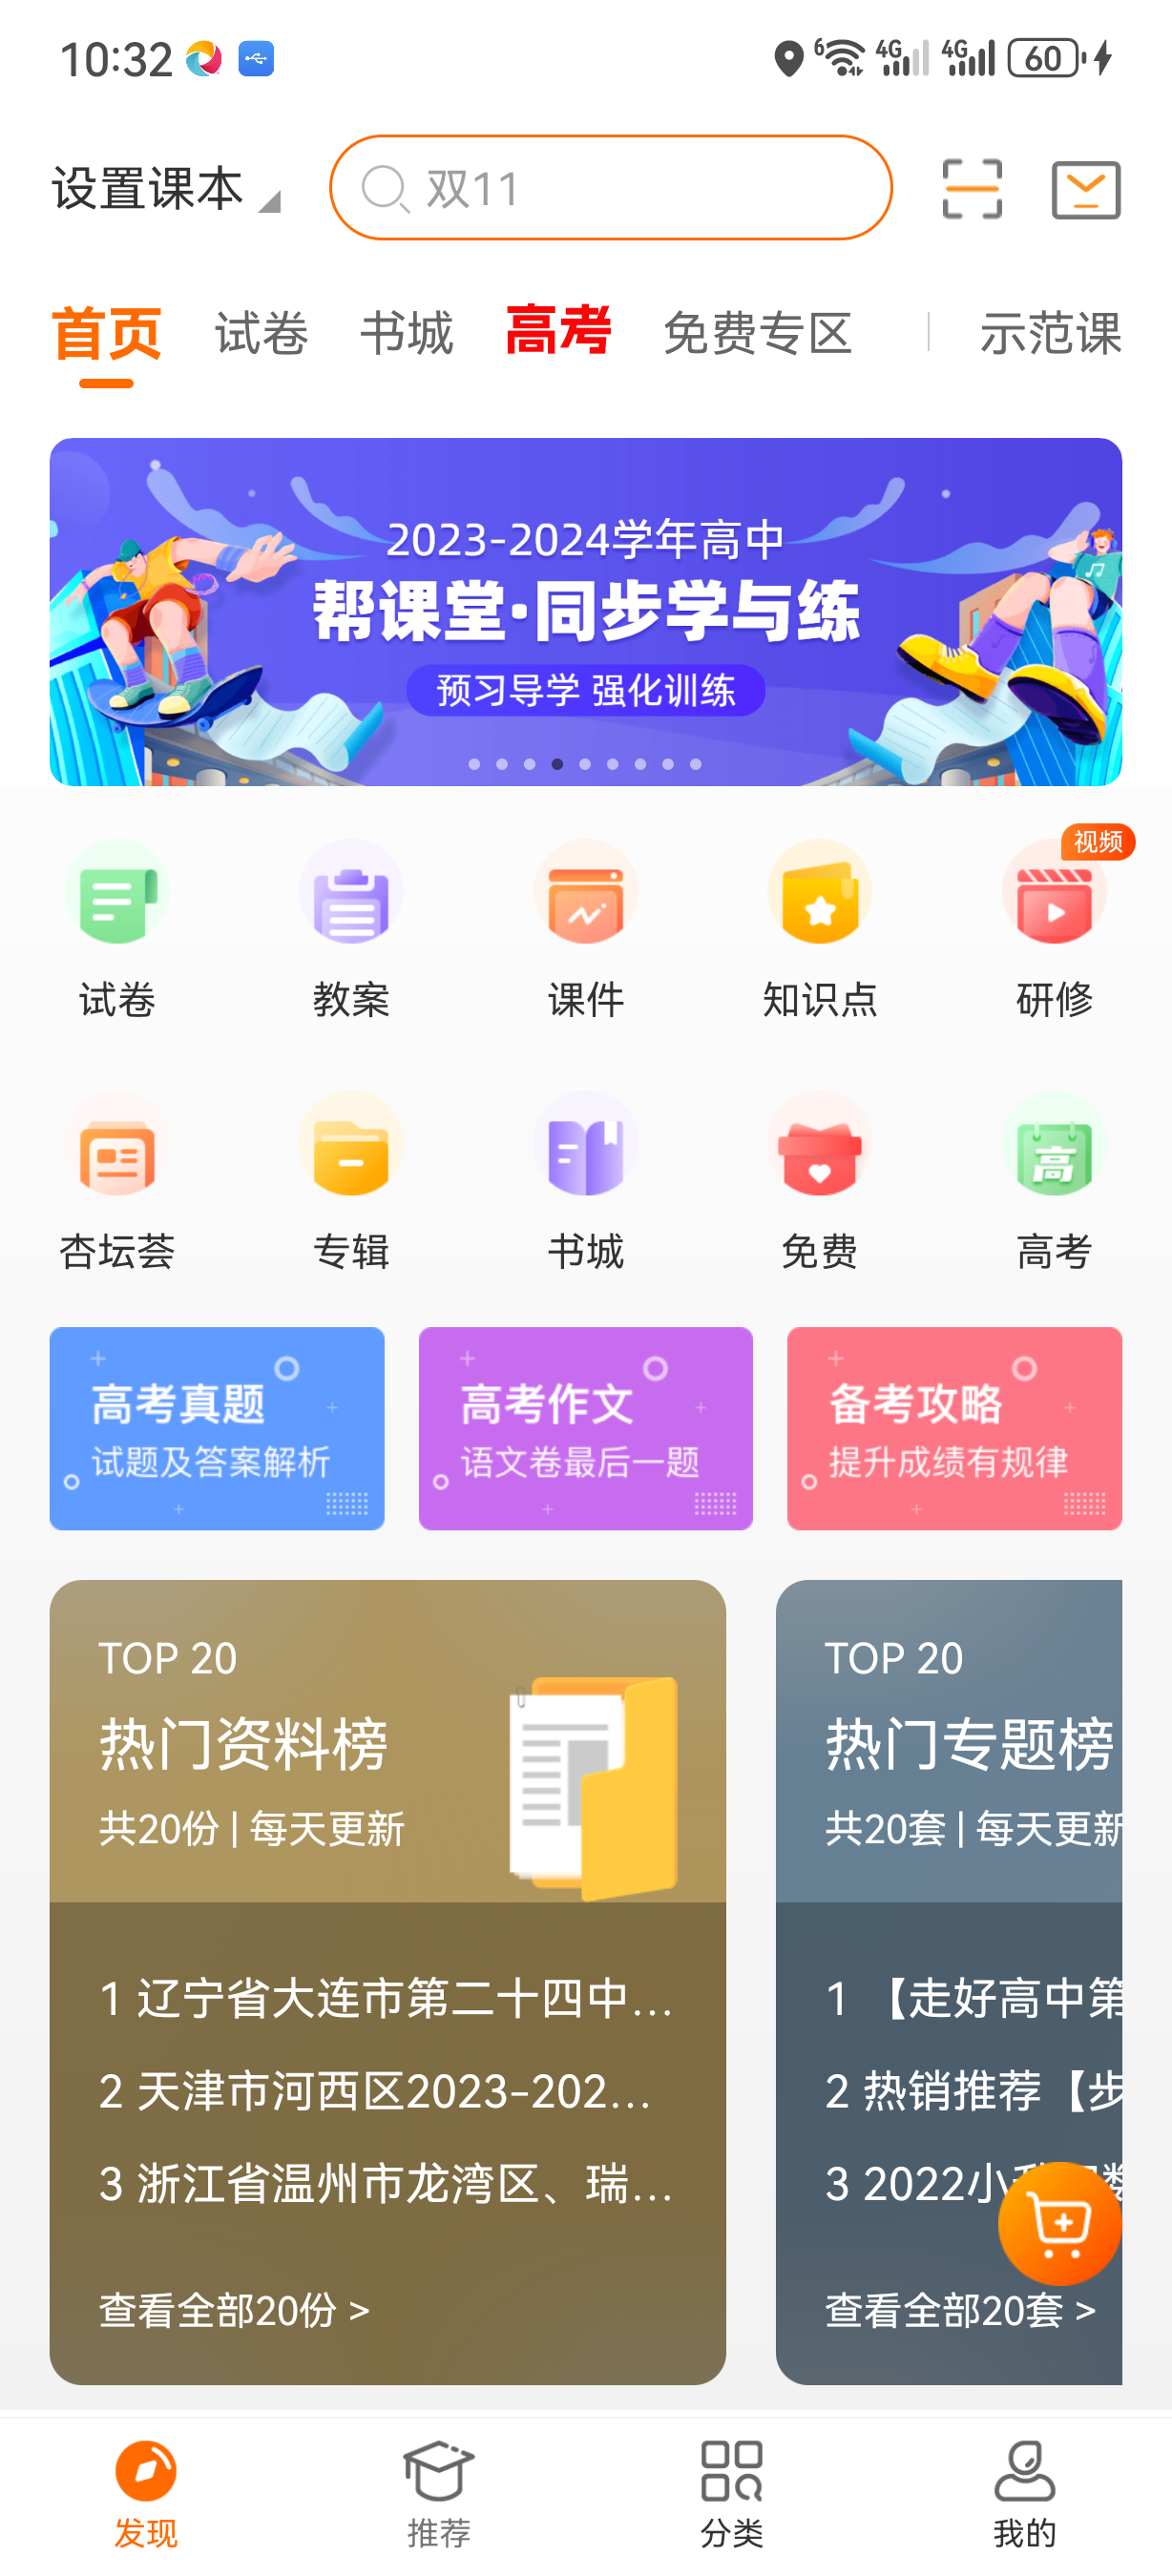 10:32
6 4G 4G 60
设置课本 双11
首页 试卷 书城 高考 免费专区 示范课
2023-2024学年高中
帮课堂·同步学与练
预习导学 强化训练
视频
试卷 教案 课件 知识点 研修
高
杏坛荟 专辑 书城 免费 高考
高考真题 高考作文 备考攻略
试题及答案解析 语文卷最后一题 提升成绩有规律
TOP 20
热门资料榜
共20份 | 每天更新
1 辽宁省大连市第二十四中...
2 天津市河西区2023-202...
3 浙江省温州市龙湾区、瑞...
查看全部20份 >
TOP 20
热门专题榜
共20套 | 每天更新
1 【走好高中第
2 热销推荐【步
3 2022小
查看全部20套 >
发现 推荐 分类 我的